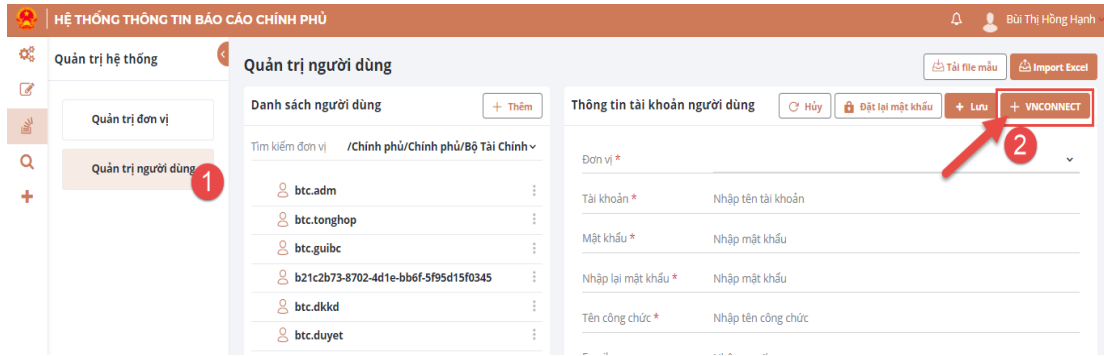 HỆ THỐNG THÔNG TIN BÁO CÁO CHÍNH PHỦ
Bùi Thị Hồng Hạnh
Quản trị hệ thống
Quản trị người dùng
Tải file mẫu
Import Excel
Quản trị đơn vị
Quản trị người dùng
1
Danh sách người dùng
+ Thêm
Tìm kiếm đơn vị /Chính phủ/Chính phủ/Bộ Tài Chính
btc.adm
btc.tonghop
btc.guibc
b21c2b73-8702-4d1e-bb6f-5f95d15f0345
btc.dkkd
btc.duyet
Thông tin tài khoản người dùng
Hủy
Đặt lại mật khẩu
+ Lưu
+ VNCONNECT
2
Đơn vị *
Tài khoản * Nhập tên tài khoản
Mật khẩu * Nhập mật khẩu
Nhập lại mật khẩu * Nhập mật khẩu
Tên công chức * Nhập tên công chức